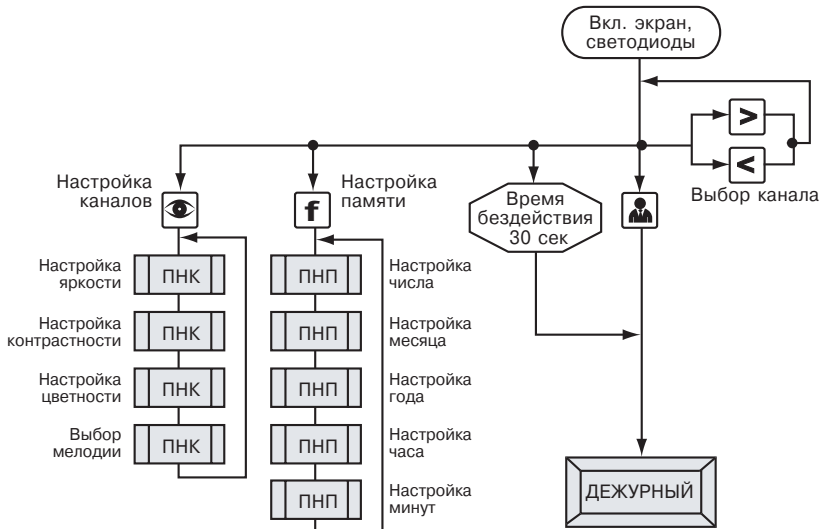 Вкл. экран,
светодиоды
>
<
Выбор канала
Настройка
каналов
f
Настройка
памяти
Время
бездействия
30 сек
Настройка
яркости
ПНК
ПНП
Настройка
числа
Настройка
контрастности
ПНК
ПНП
Настройка
месяца
Настройка
цветности
ПНК
ПНП
Настройка
года
Выбор
мелодии
ПНК
ПНП
Настройка
часа
ПНП
Настройка
минут
ДЕЖУРНЫЙ